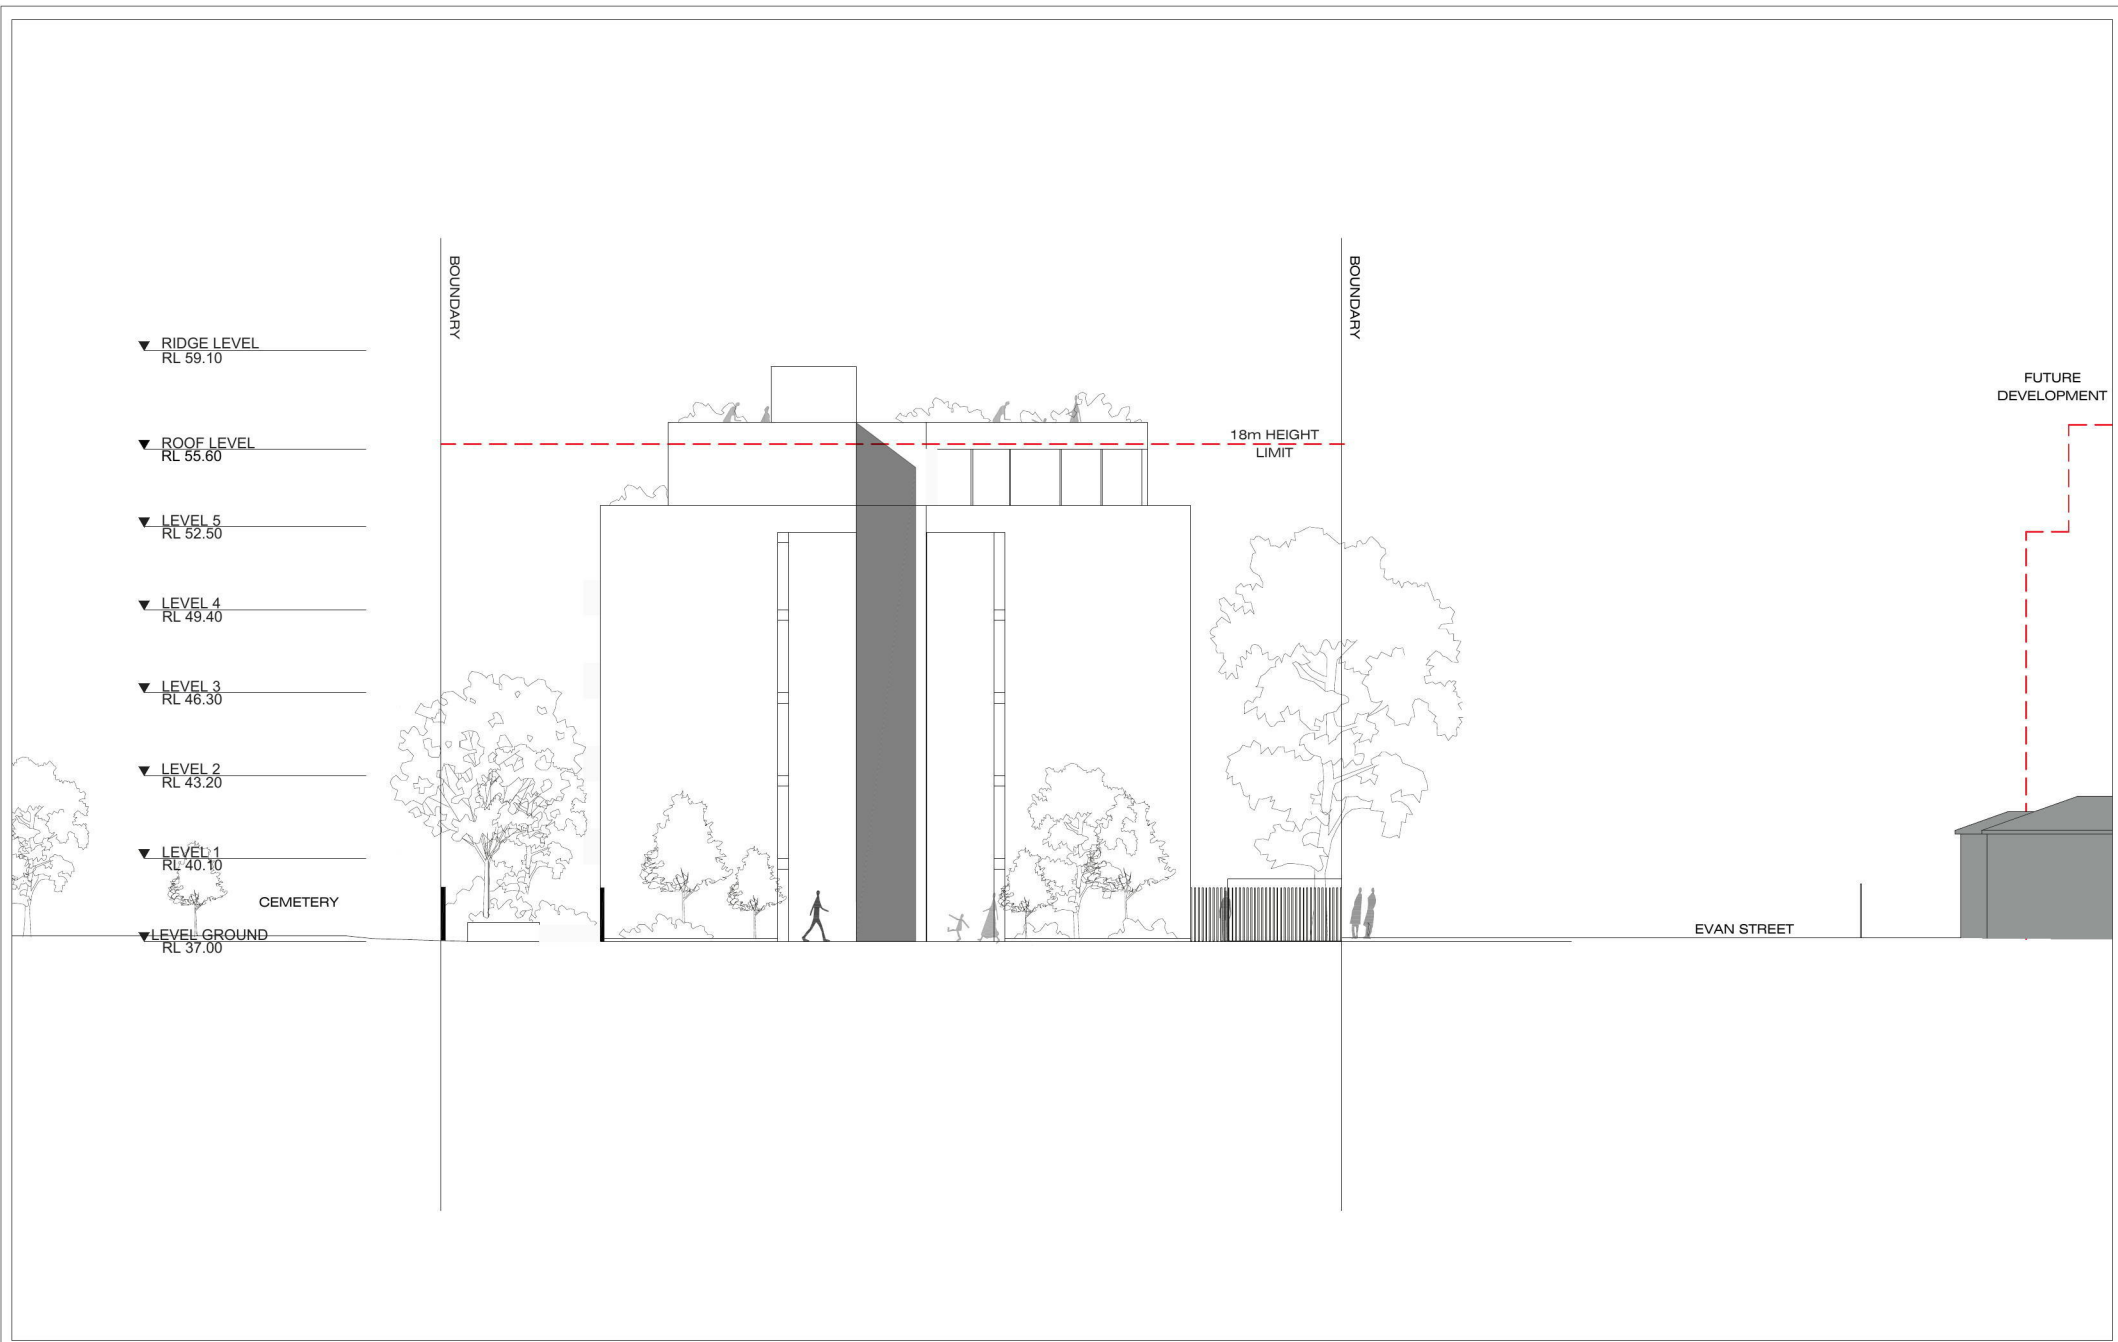 BOUNDARY
BOUNDARY
RIDGE LEVEL
RL 59.10
FUTURE
DEVELOPMENT
ROOF LEVEL
RL 55.60
18m HEIGHT
LIMIT
LEVEL 5
RL 52.50
LEVEL 4
RL 49.40
LEVEL 3
RL 46.30
LEVEL 2
RL 43.20
LEVEL 1
RL 40.10
CEMETERY
LEVEL GROUND
RL 37.00
EVAN STREET